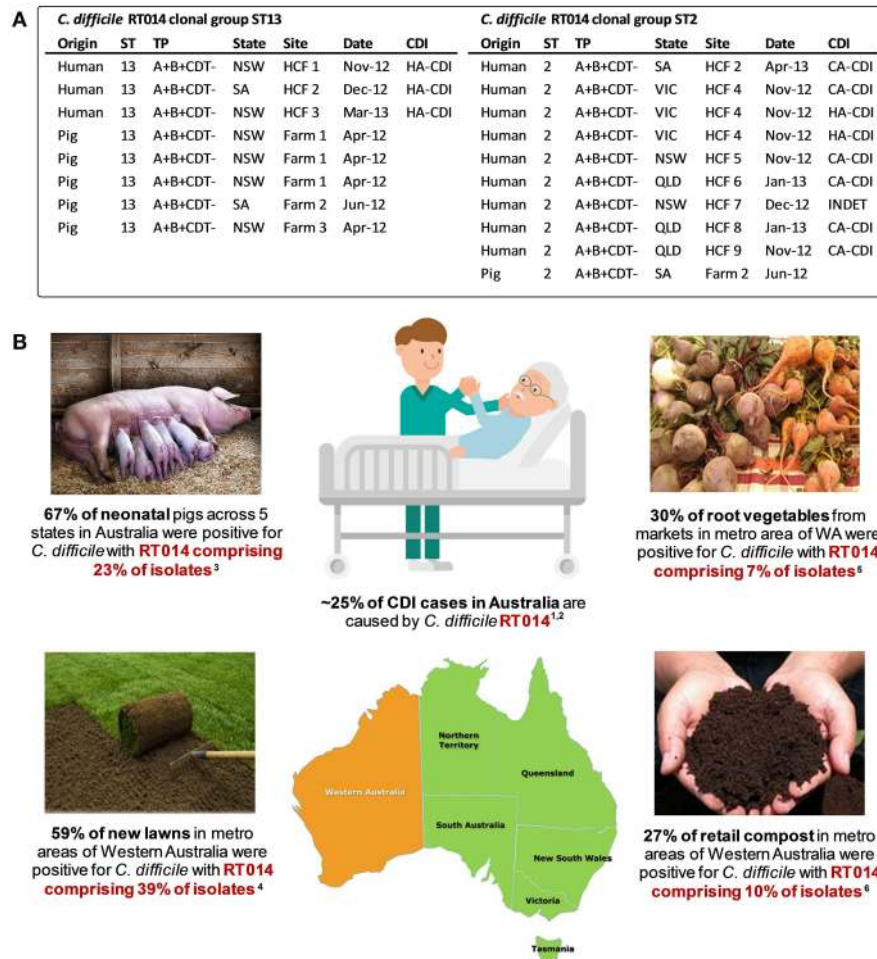 A
C. difficile RT014 clonal group ST13
Origin ST TP State Site Date CDI
Human 13 A+B+CDT- NSW HCF 1 Nov-12 HA-CDI
Human 13 A+B+CDT- SA HCF 2 Dec-12 HA-CDI
Human 13 A+B+CDT- NSW HCF 3 Mar-13 HA-CDI
Pig 13 A+B+CDT- NSW Farm 1 Apr-12
Pig 13 A+B+CDT- NSW Farm 1 Apr-12
Pig 13 A+B+CDT- NSW Farm 1 Apr-12
Pig 13 A+B+CDT- SA Farm 2 Jun-12
Pig 13 A+B+CDT- NSW Farm 3 Apr-12
C. difficile RT014 clonal group ST2
Origin ST TP State Site Date CDI
Human 2 A+B+CDT- SA HCF 2 Apr-13 CA-CDI
Human 2 A+B+CDT- VIC HCF 4 Nov-12 CA-CDI
Human 2 A+B+CDT- VIC HCF 4 Nov-12 HA-CDI
Human 2 A+B+CDT- VIC HCF 4 Nov-12 HA-CDI
Human 2 A+B+CDT- NSW HCF 5 Nov-12 CA-CDI
Human 2 A+B+CDT- QLD HCF 6 Jan-13 CA-CDI
Human 2 A+B+CDT- NSW HCF 7 Dec-12 INDET
Human 2 A+B+CDT- QLD HCF 8 Jan-13 CA-CDI
Human 2 A+B+CDT- QLD HCF 9 Nov-12 CA-CDI
Pig 2 A+B+CDT- SA Farm 2 Jun-12
B
67% of neonatal pigs across 5
states in Australia were positive for
C. difficile with RT014 comprising
23% of isolates³
~25% of CDI cases in Australia are
caused by C. difficile RT014¹,²
30% of root vegetables from
markets in metro area of WA were
positive for C. difficile with RT014
comprising 7% of isolates⁵
59% of new lawns in metro
areas of Western Australia were
positive for C. difficile with RT014
comprising 39% of isolates⁴
Western Australia
Northern
Territory
Queensland
South Australia
New South Wales
Victoria
Tasmania
27% of retail compost in metro
areas of Western Australia were
positive for C. difficile with RT014
comprising 10% of isolates⁶